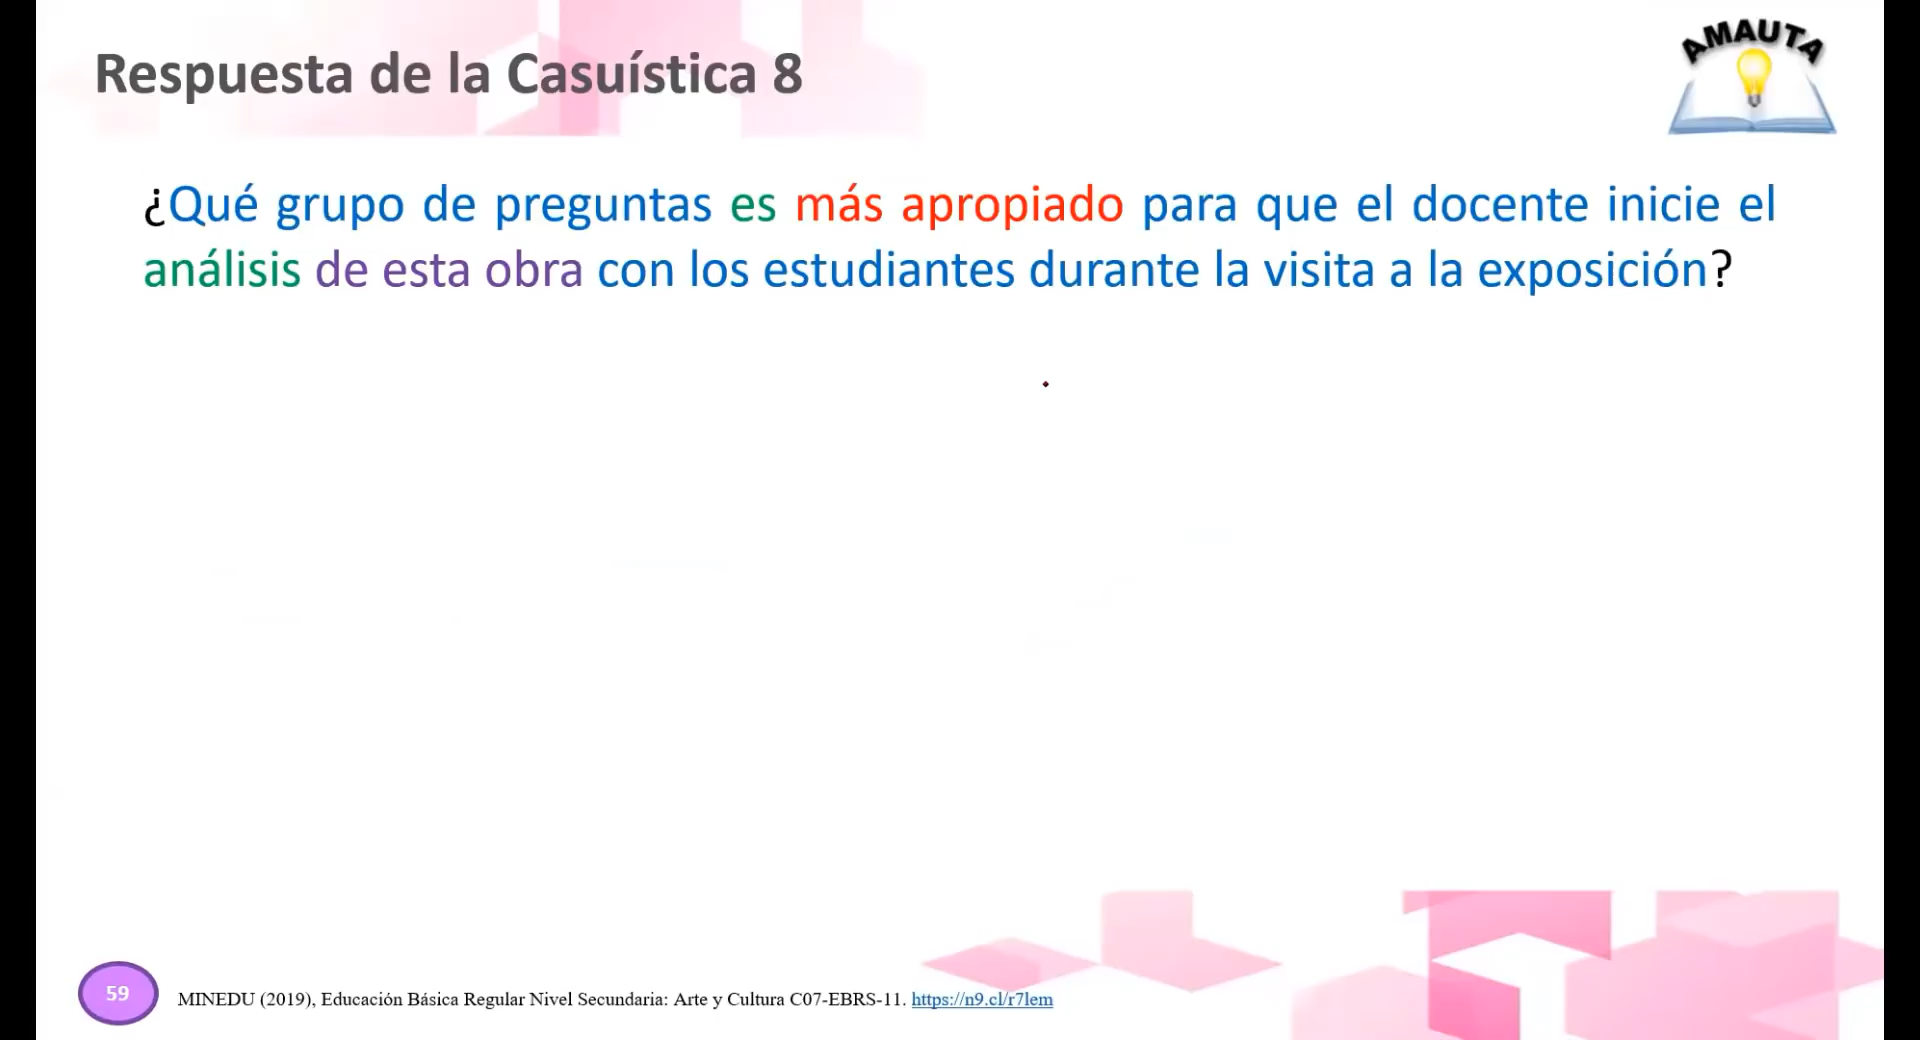 Respuesta de la Casuística 8
AMAUTA
¿Qué grupo de preguntas es más apropiado para que el docente inicie el
análisis de esta obra con los estudiantes durante la visita a la exposición?
59
MINEDU (2019), Educación Básica Regular Nivel Secundaria: Arte y Cultura C07-EBRS-11. https://n9.cl/r7lem